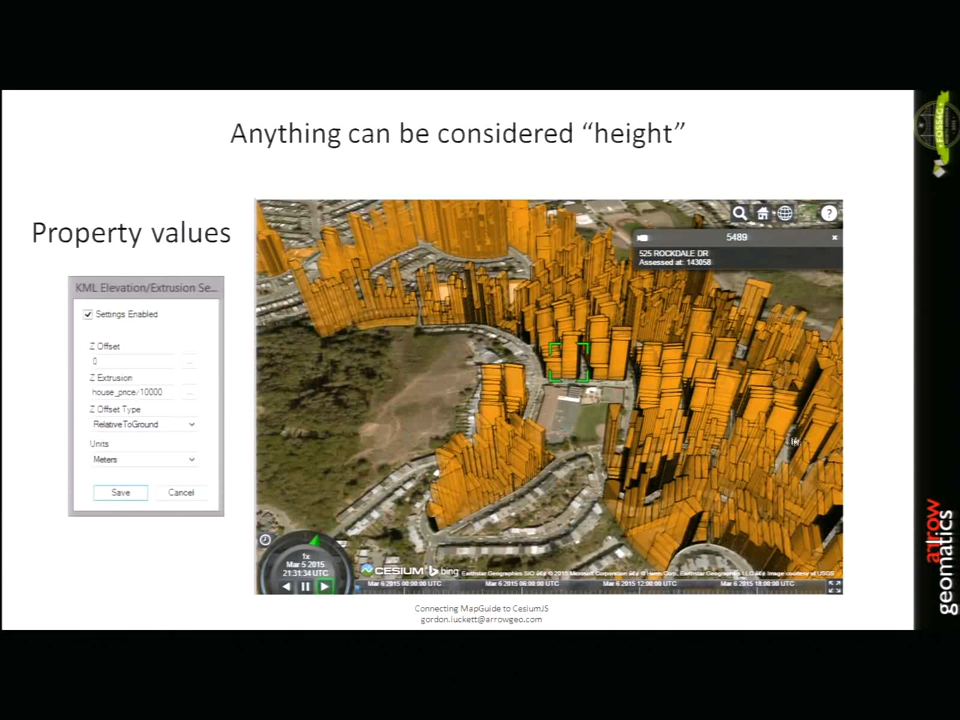 Anything can be considered “height”
Property values
KML Elevation/Extrusion Se...
Settings Enabled
Z Offset
0
...
Z Extrusion
house_price/10000
...
Z Offset Type
RelativeToGround
Units
Meters
Save
Cancel
5489
525 ROCKDALE DR
Assessed at: 143058
1x
Mar 5 2015
21:31:34 UTC
CESIUM
bing
Mar 6 2015 00:00:00 UTC
Mar 6 2015 06:00:00 UTC
Mar 6 2015 12:00:00 UTC
Mar 6 2015 18:00:00 UTC
Connecting MapGuide to CesiumJS
gordon.luckett@arrowgeo.com
FOSS4G
arrow
geomatics